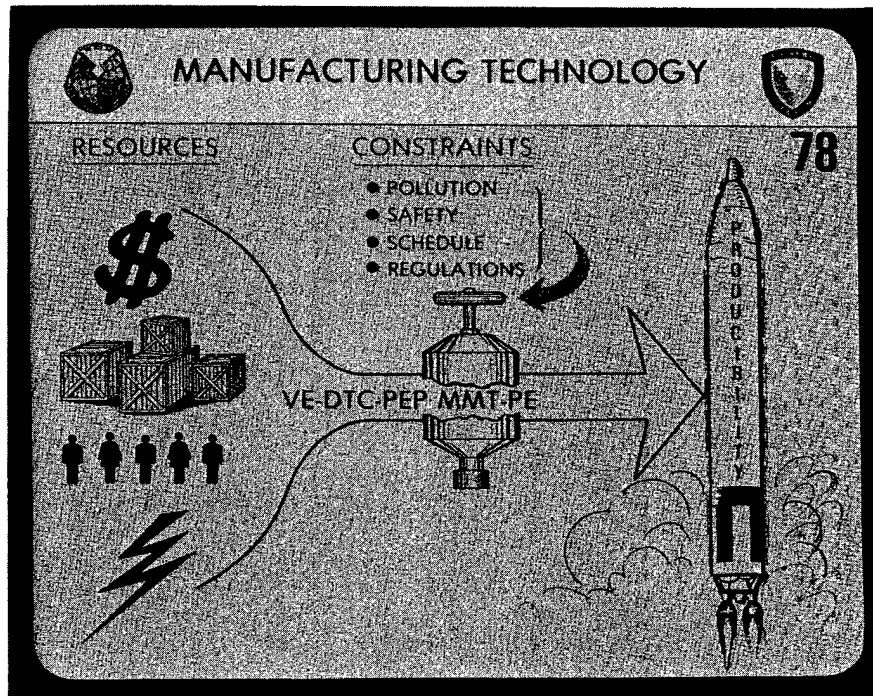 MANUFACTURING TECHNOLOGY
78
RESOURCES
CONSTRAINTS
● POLLUTION
● SAFETY
● SCHEDULE
● REGULATIONS
$
VE-DTC-PEP MMT-PE
PRODUCIBILITY